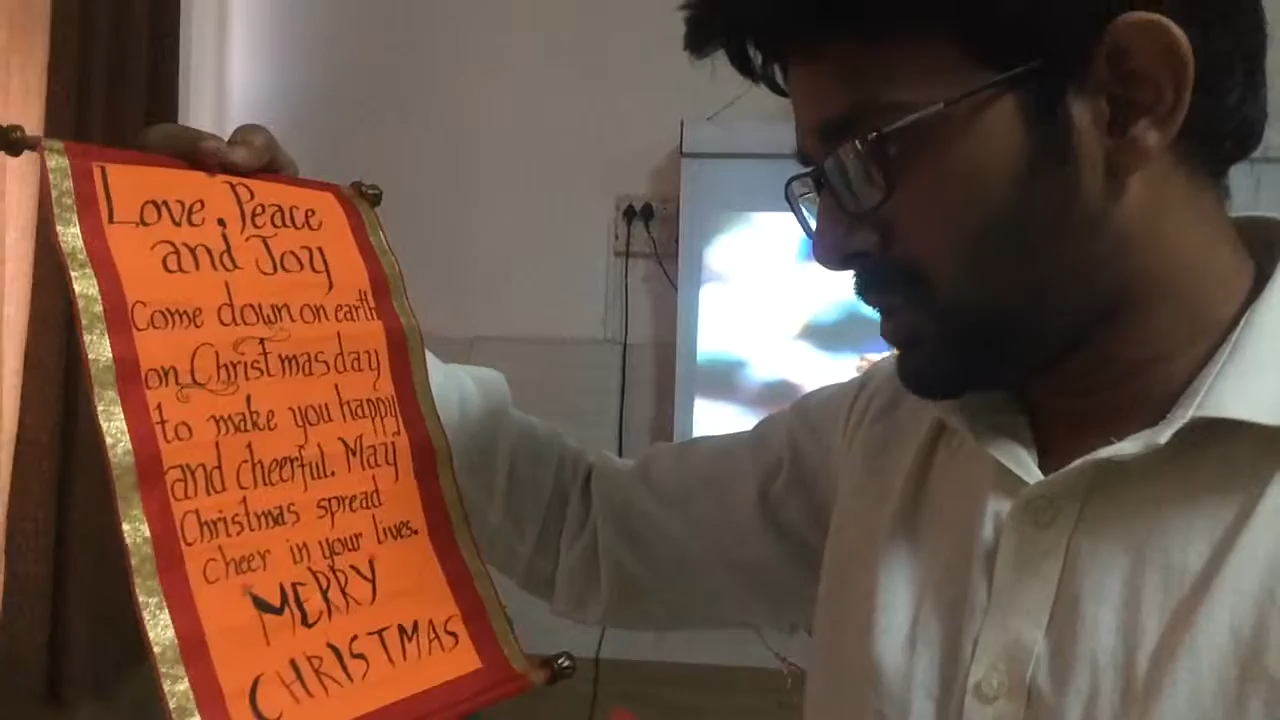 Love, Peace
and Joy
Come down on earth
on Christmas day
to make you happy
and cheerful. May
Christmas spread
cheer in your lives.
MERRY
CHRISTMAS